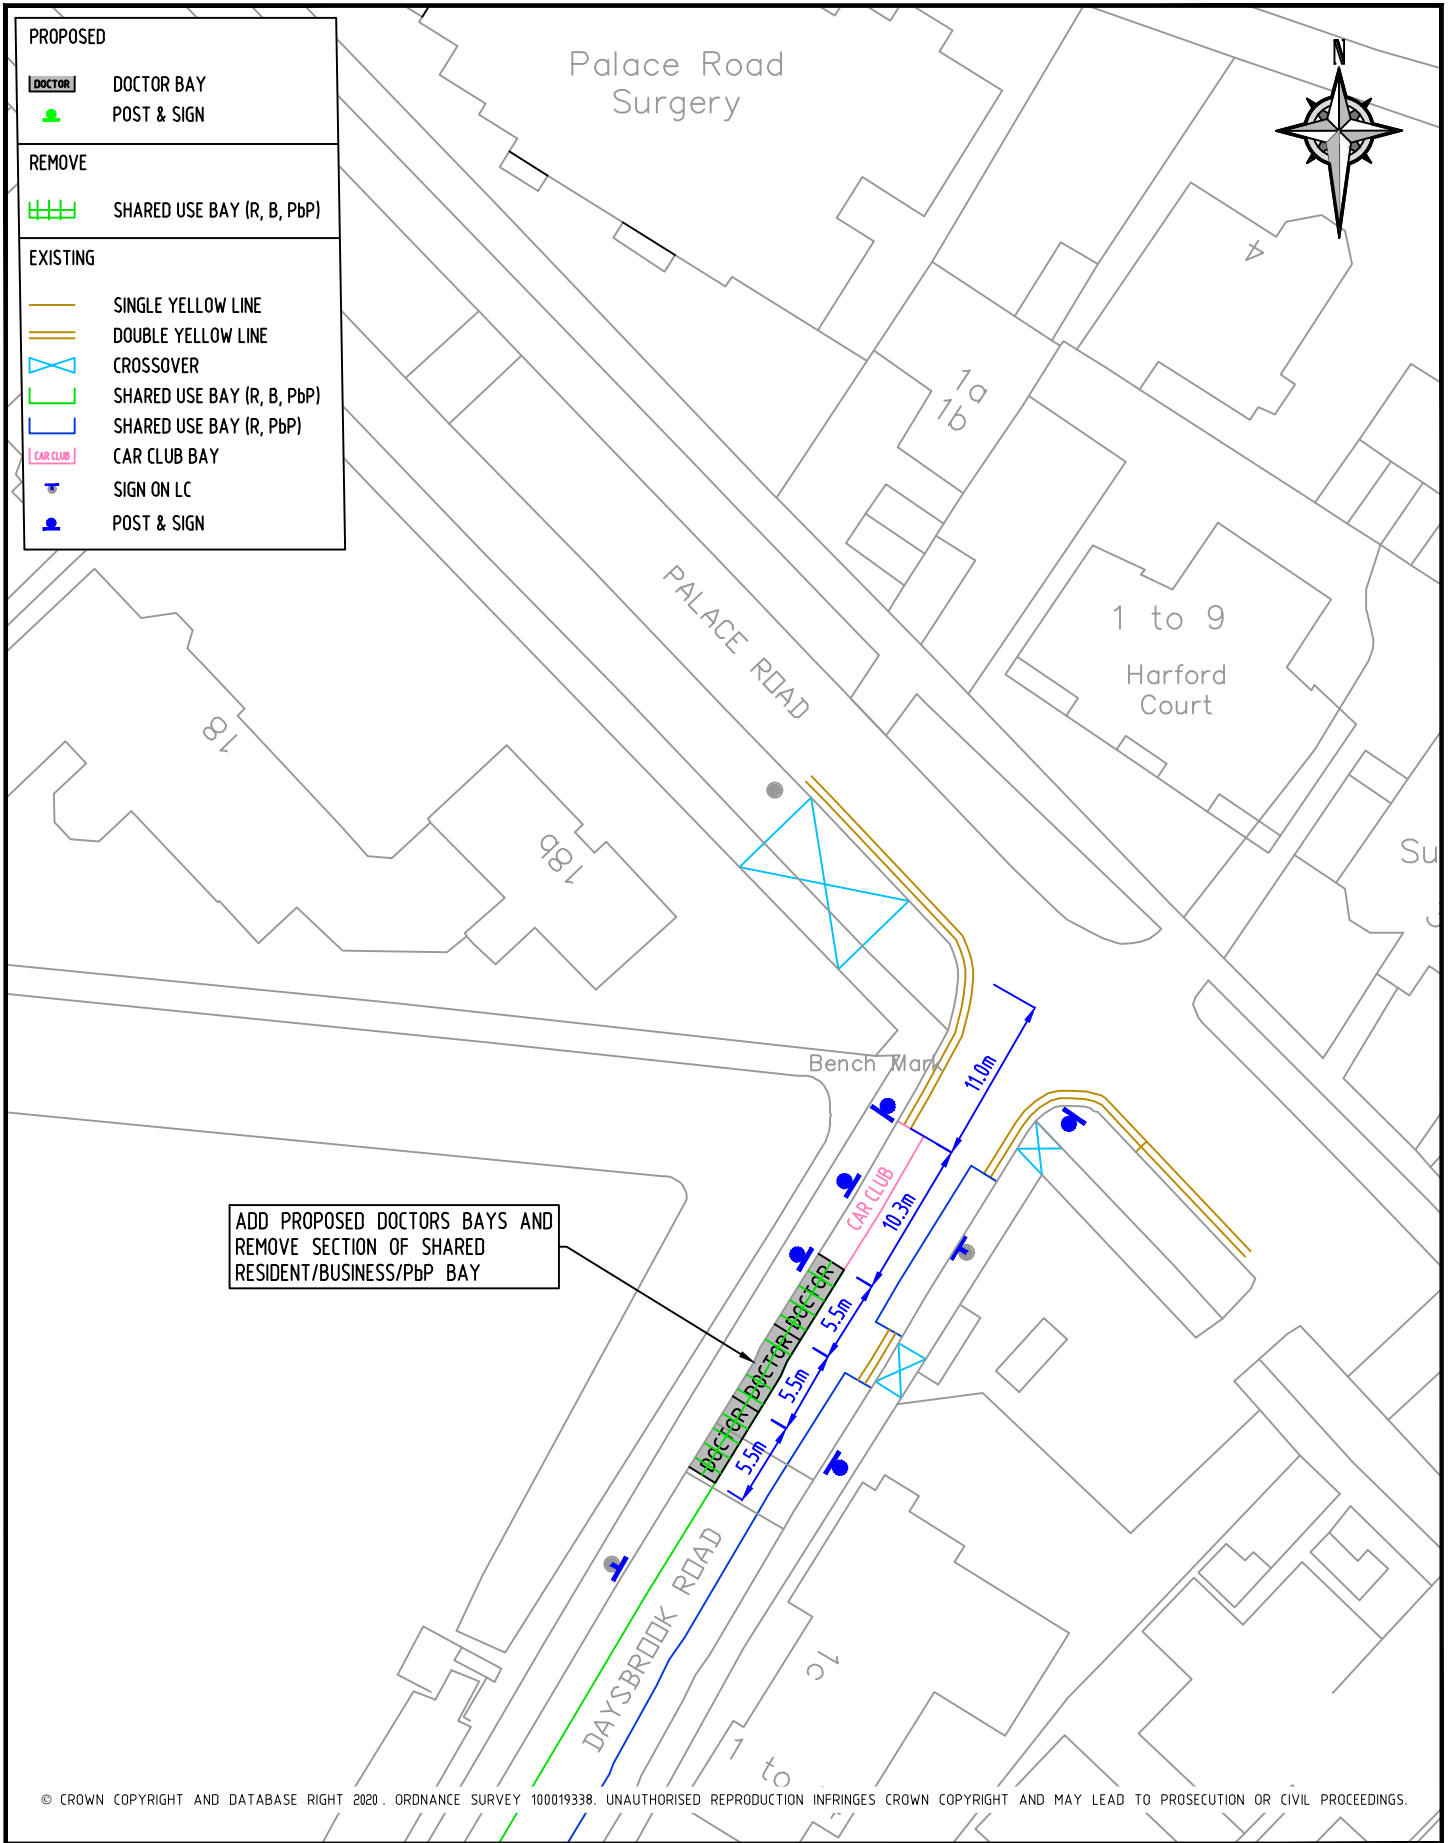 PROPOSED
DOCTOR DOCTOR BAY
POST & SIGN
REMOVE
SHARED USE BAY (R, B, PbP)
EXISTING
SINGLE YELLOW LINE
DOUBLE YELLOW LINE
CROSSOVER
SHARED USE BAY (R, B, PbP)
SHARED USE BAY (R, PbP)
CAR CLUB CAR CLUB BAY
SIGN ON LC
POST & SIGN
Palace Road
Surgery
N
4
1a
1b
PALACE ROAD
1 to 9
Harford
Court
18
18b
Su
Bench Mark
11.0m
CAR CLUB
10.3m
ADD PROPOSED DOCTORS BAYS AND
REMOVE SECTION OF SHARED
RESIDENT/BUSINESS/PbP BAY
DOCTOR
5.5m
DOCTOR
5.5m
DOCTOR
5.5m
DAYSBROOK ROAD
1c
1 to
© CROWN COPYRIGHT AND DATABASE RIGHT 2020. ORDNANCE SURVEY 100019338. UNAUTHORISED REPRODUCTION INFRINGES CROWN COPYRIGHT AND MAY LEAD TO PROSECUTION OR CIVIL PROCEEDINGS.